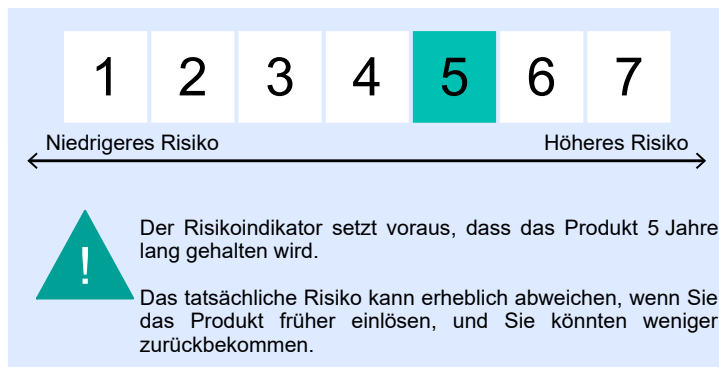 1 2 3 4 5 6 7
Niedrigeres Risiko Höheres Risiko
!
Der Risikoindikator setzt voraus, dass das Produkt 5 Jahre
lang gehalten wird.
Das tatsächliche Risiko kann erheblich abweichen, wenn Sie
das Produkt früher einlösen, und Sie könnten weniger
zurückbekommen.